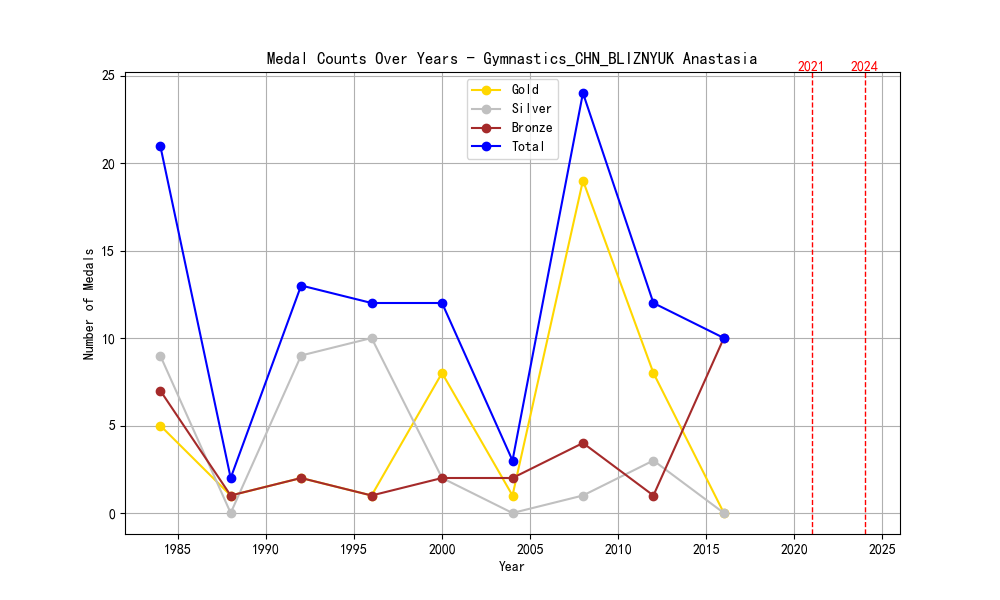 Medal Counts Over Years - Gymnastics_CHN_BLIZNYUK Anastasia
2021
2024
Gold
Silver
Bronze
Total
Number of Medals
25
20
15
10
5
0
1985
1990
1995
2000
2005
2010
2015
2020
2025
Year